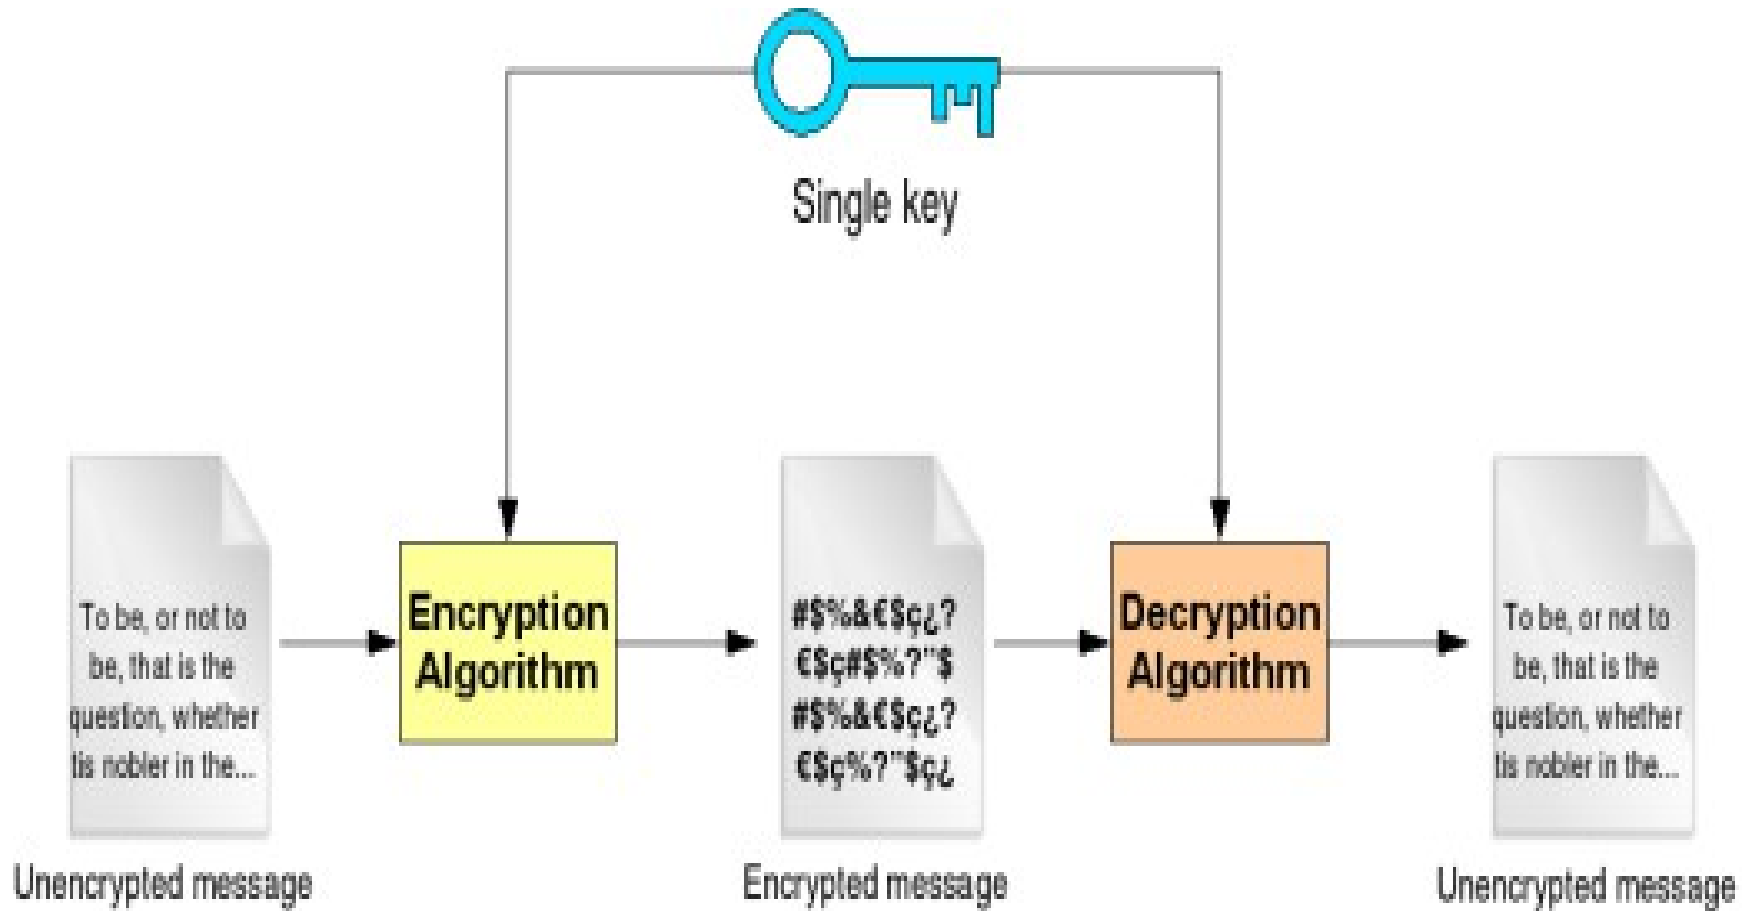 Single key
To be, or not to
be, that is the
question, whether
tis nobler in the...
Unencrypted message
Encryption
Algorithm
#$%&€$ç¿?
€$ç#$%?"$
#$%&€$ç¿?
€$ç%?"$ç¿
Encrypted message
Decryption
Algorithm
To be, or not to
be, that is the
question, whether
tis nobler in the...
Unencrypted message